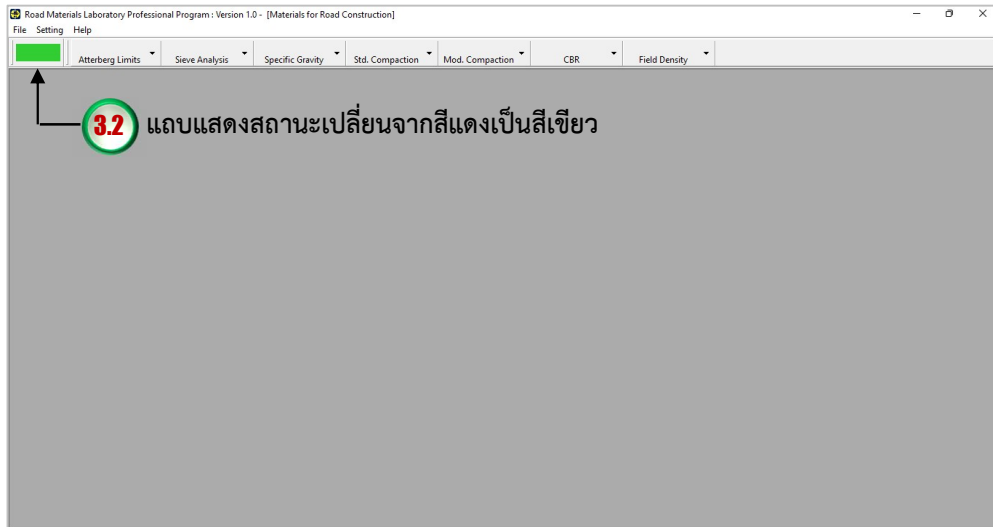 Road Materials Laboratory Professional Program : Version 1.0 - [Materials for Road Construction]
File Setting Help
Atterberg Limits Sieve Analysis Specific Gravity Std. Compaction Mod. Compaction CBR Field Density
3.2 แถบแสดงสถานะเปลี่ยนจากสีแดงเป็นสีเขียว